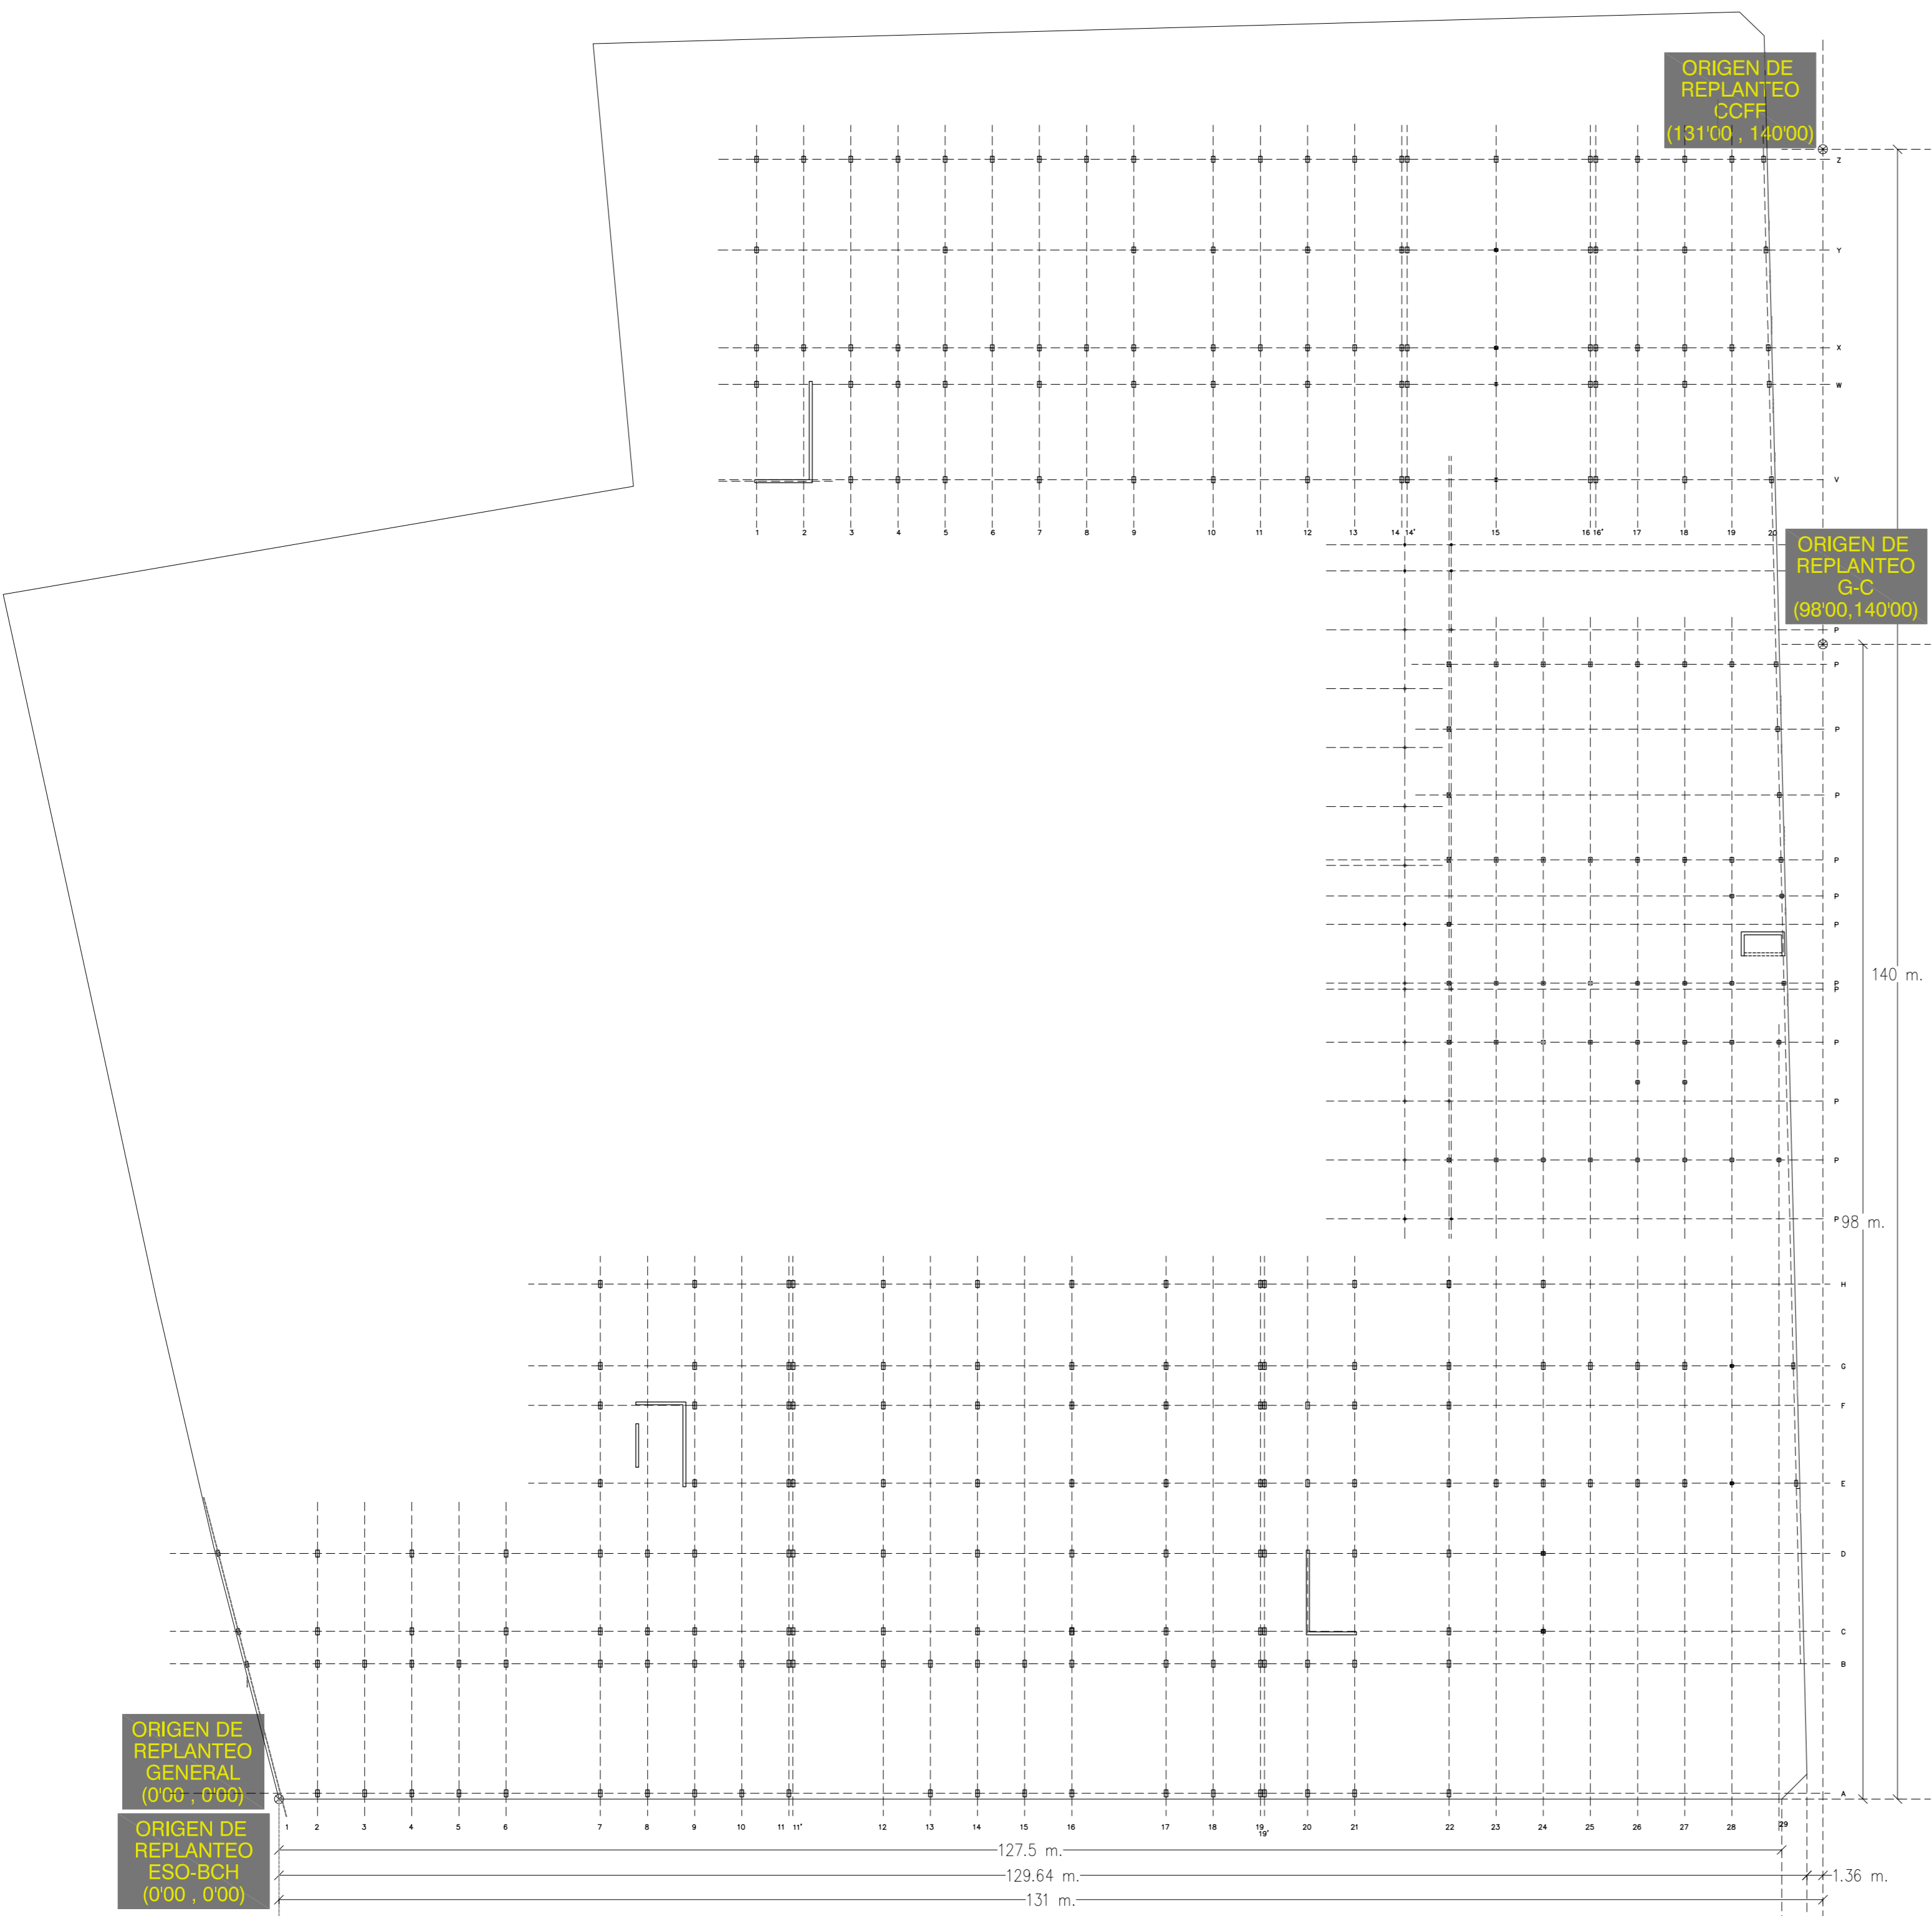 ORIGEN DE
REPLANTEO
CCFF
(131'00 , 140'00)
Z
Y
X
W
V
1 2 3 4 5 6 7 8 9 10 11 12 13 14 14' 15 16 16' 17 18 19 20
ORIGEN DE
REPLANTEO
G-C
(98'00,140'00)
P
P
P
P
P
P
P
P
P
P
P
P
P
140 m.
98 m.
H
G
F
E
D
C
B
A
ORIGEN DE
REPLANTEO
GENERAL
(0'00 , 0'00)
ORIGEN DE
REPLANTEO
ESO-BCH
(0'00 , 0'00)
1 2 3 4 5 6 7 8 9 10 11 11' 12 13 14 15 16 17 18 19 20 21 22 23 24 25 26 27 28 29
19'
127.5 m.
129.64 m.
1.36 m.
131 m.